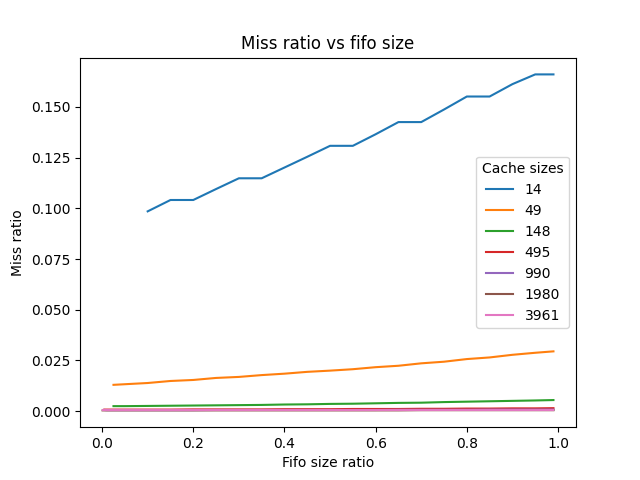 Miss ratio vs fifo size
0.150
0.125
0.100
0.075
0.050
0.025
0.000
Miss ratio
Cache sizes
14
49
148
495
990
1980
3961
0.0 0.2 0.4 0.6 0.8 1.0
Fifo size ratio